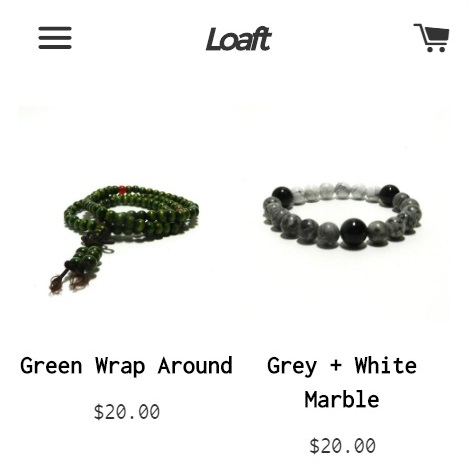 Loaft
Green Wrap Around
$20.00
Grey + White
Marble
$20.00